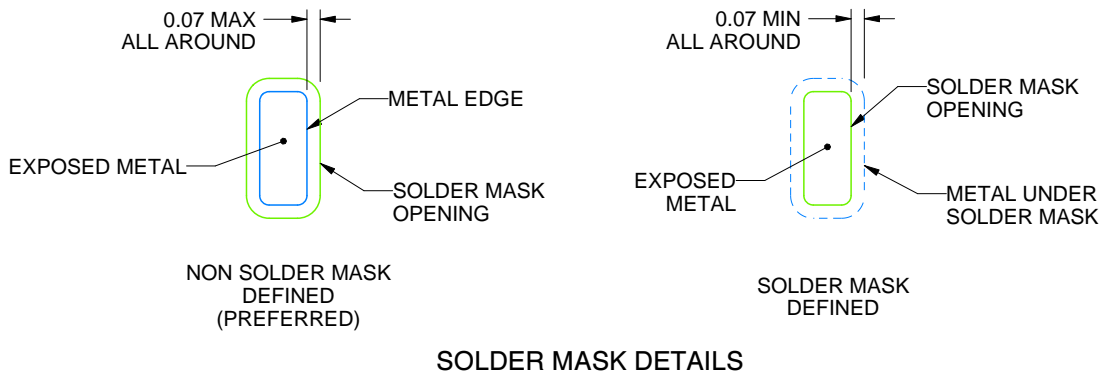 0.07 MAX
ALL AROUND
METAL EDGE
EXPOSED METAL
SOLDER MASK
OPENING
NON SOLDER MASK
DEFINED
(PREFERRED)
0.07 MIN
ALL AROUND
SOLDER MASK
OPENING
EXPOSED
METAL
METAL UNDER
SOLDER MASK
SOLDER MASK
DEFINED
SOLDER MASK DETAILS